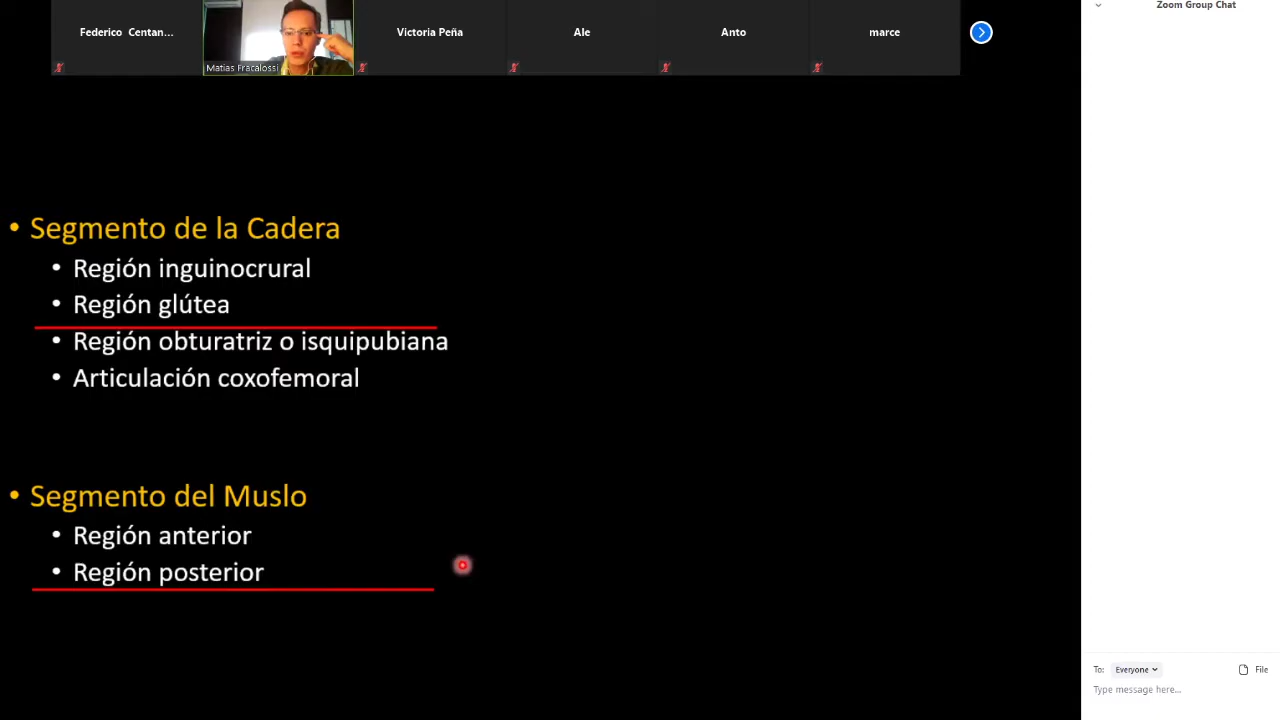 Zoom Group Chat
Federico Centan...
Matias Fracalossi
Victoria Peña
Ale
Anto
marce
• Segmento de la Cadera
• Región inguinocrural
• Región glútea
• Región obturatriz o isquipubiana
• Articulación coxofemoral
• Segmento del Muslo
• Región anterior
• Región posterior
To: Everyone
File
Type message here...